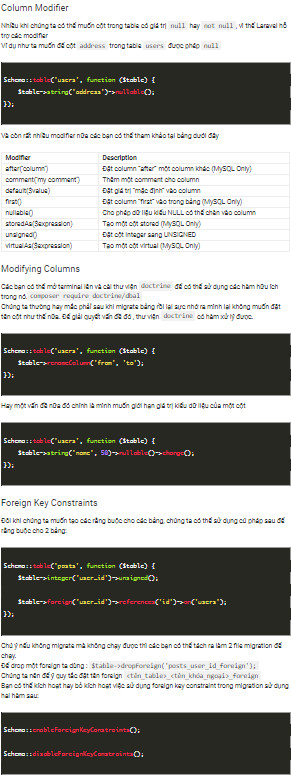 Column Modifier
Nhiều khi chúng ta có thể muốn cột trong table có giá trị null hay not null , vì thế Laravel hỗ
trợ các modifier
Ví dụ như ta muốn để cột address trong table users được phép null
Schema::table('users', function ($table) {
$table->string('address')->nullable();
});
Và còn rất nhiều modifier nữa các bạn có thể tham khảo tại bảng dưới đây
Modifier Description
after('column') Đặt column "after" một column khác (MySQL Only)
comment('my comment') Thêm một comment cho column
default($value) Đặt giá trị "mặc định" vào column
first() Đặt column "first" vào trong bảng (MySQL Only)
nullable() Cho phép dữ liệu kiểu NULL có thể chèn vào column
storedAs($expression) Tạo một cột stored (MySQL Only)
unsigned() Đặt cột integer sang UNSIGNED
virtualAs($expression) Tạo một cột virtual (MySQL Only)
Modifying Columns
Các bạn có thể mở terminal lên và cài thư viện doctrine để có thể sử dụng các hàm hữu ích
trong nó. composer require doctrine/dbal
Chúng ta thường hay mắc phải sau khi migrate bảng rồi lại sực nhớ ra mình lại không muốn đặt
tên cột như thế nữa. Để giải quyết vấn đề đó , thư viện doctrine có hàm xử lý được.
Schema::table('users', function ($table) {
$table->renameColumn('from', 'to');
});
Hay một vấn đề nữa đó chính là mình muốn giới hạn giá trị kiểu dữ liệu của một cột
Schema::table('users', function ($table) {
$table->string('name', 50)->nullable()->change();
});
Foreign Key Constraints
Đôi khi chúng ta muốn tạo các ràng buộc cho các bảng, chúng ta có thể sử dụng cú pháp sau để
ràng buộc cho 2 bảng:
Schema::table('posts', function ($table) {
$table->integer('user_id')->unsigned();
$table->foreign('user_id')->references('id')->on('users');
});
Chú ý nếu không migrate mà không chạy được thì các bạn có thể tách ra làm 2 file migration để
chạy.
Để drop một foreign ta dùng : $table->dropForeign('posts_user_id_foreign');
Chúng ta nên để ý quy tắc đặt tên foreign <tên_table>_<tên_khóa_ngoại>_foreign
Bạn có thể kích hoạt hay bỏ kích hoạt việc sử dụng foreign key constraint trong migration sử dụng
hai hàm sau:
Schema::enableForeignKeyConstraints();
Schema::disableForeignKeyConstraints();